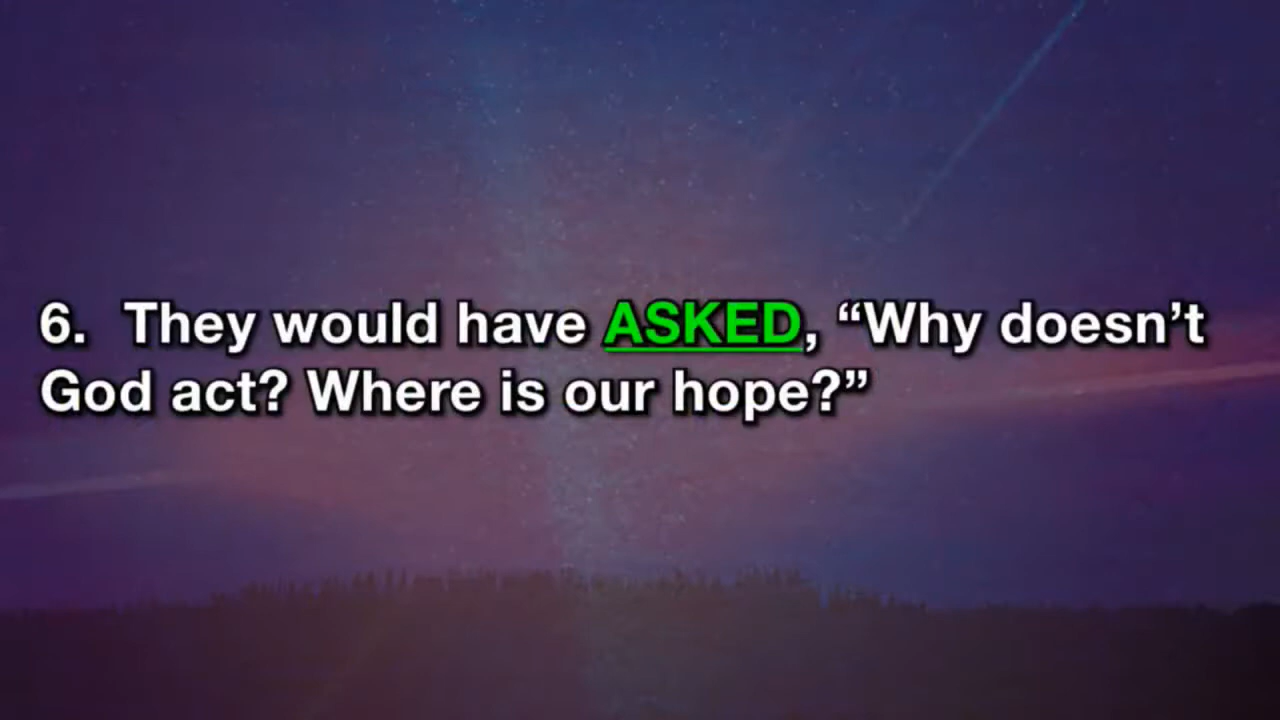 6. They would have ASKED, “Why doesn’t
God act? Where is our hope?”